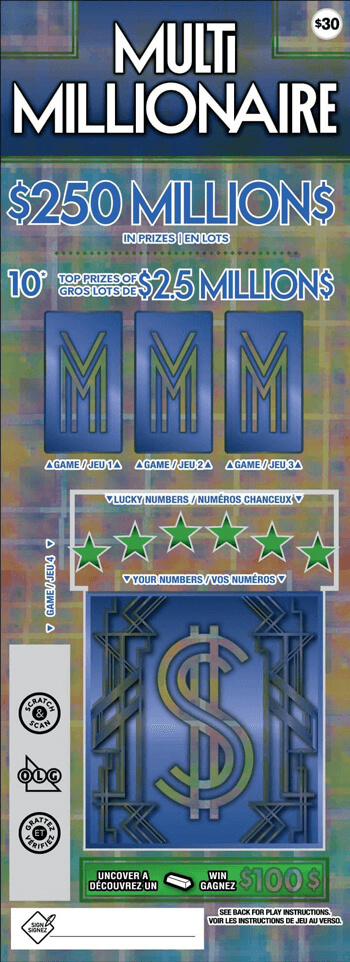 $30
MULTI
MILLIONAIRE
$250 MILLION$
IN PRIZES | EN LOTS
10* TOP PRIZES OF
GROS LOTS DE $2.5 MILLION$
M M M
▲GAME / JEU 1▲ ▲GAME / JEU 2▲ ▲GAME / JEU 3▲
▼LUCKY NUMBERS / NUMÉROS CHANCEUX▼
▼YOUR NUMBERS / VOS NUMÉROS▼
▼ GAME / JEU 4 ▼
$
SCRATCH & SCAN
OLG
GRATTEZ ET VÉRIFIEZ
UNCOVER A
DÉCOUVREZ UN
WIN
GAGNEZ
$100$
SIGN
SIGNEZ
SEE BACK FOR PLAY INSTRUCTIONS.
VOIR LES INSTRUCTIONS DE JEU AU VERSO.